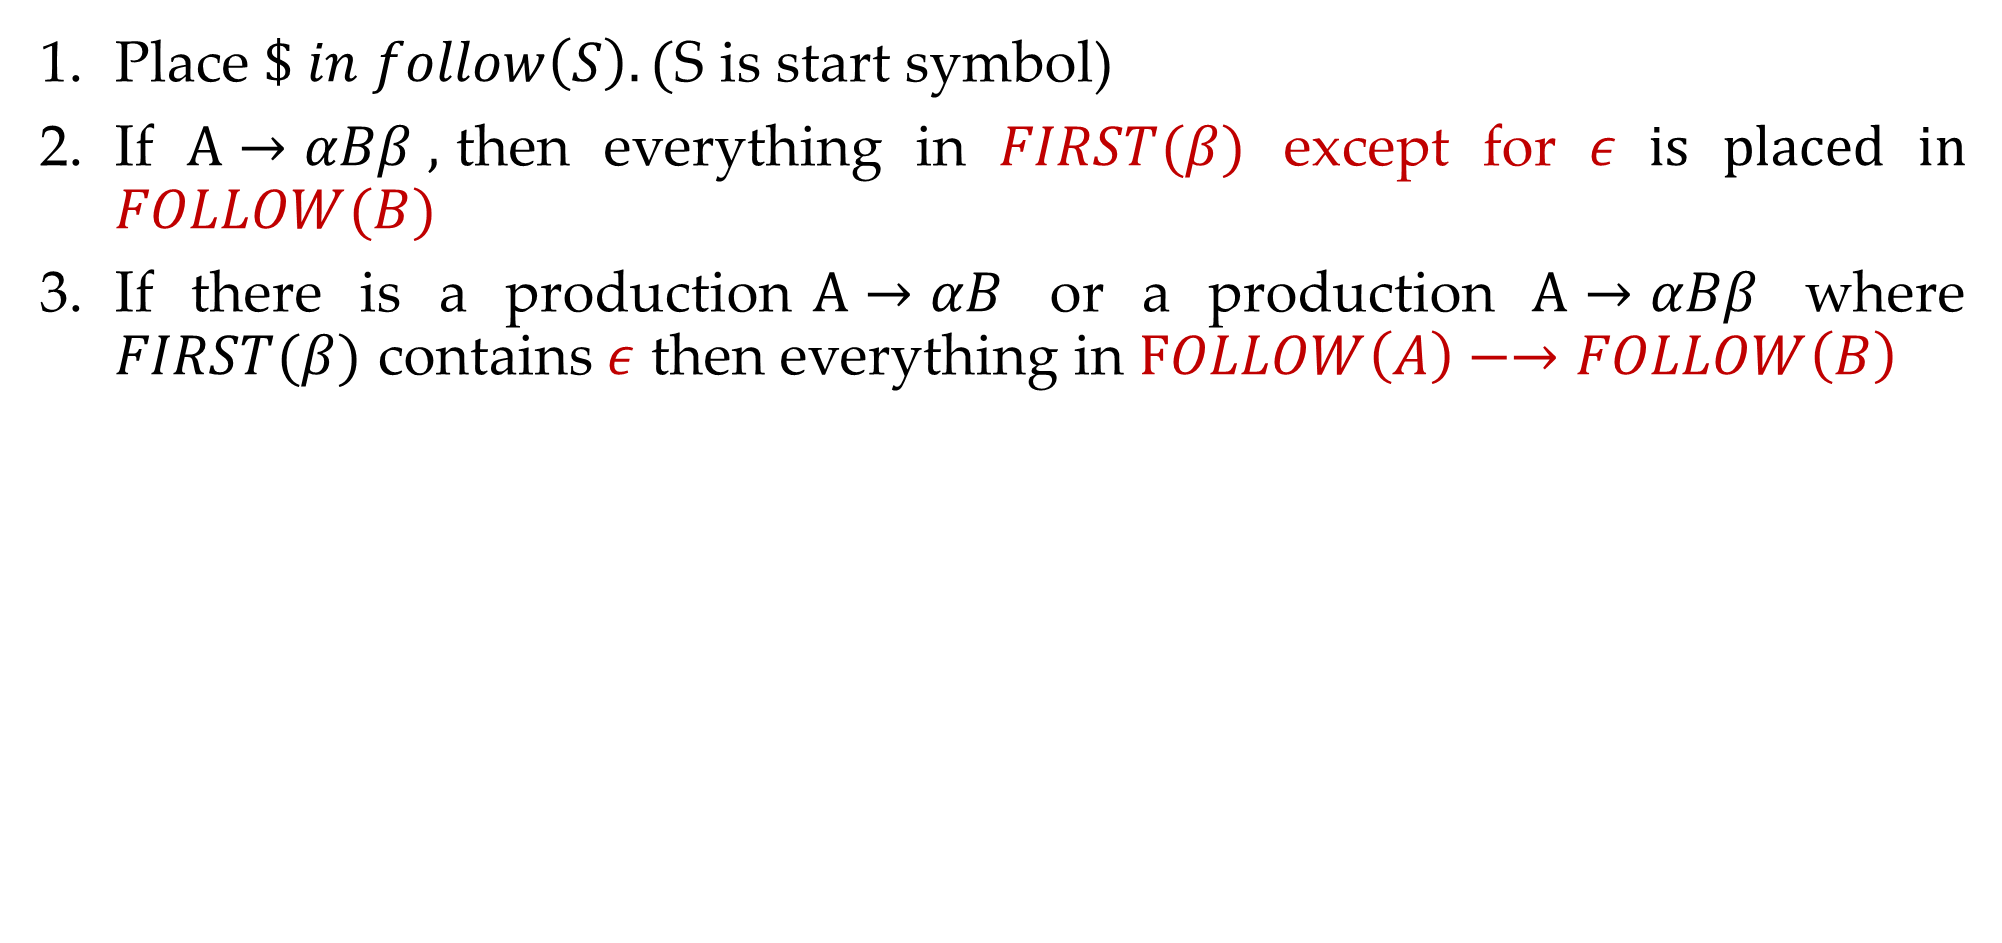 1. Place $ in follow(S). (S is start symbol)
2. If A → αBβ , then everything in FIRST(β) except for ϵ is placed in
FOLLOW(B)
3. If there is a production A → αB or a production A → αBβ where
FIRST(β) contains ϵ then everything in FOLLOW(A) −→ FOLLOW(B)